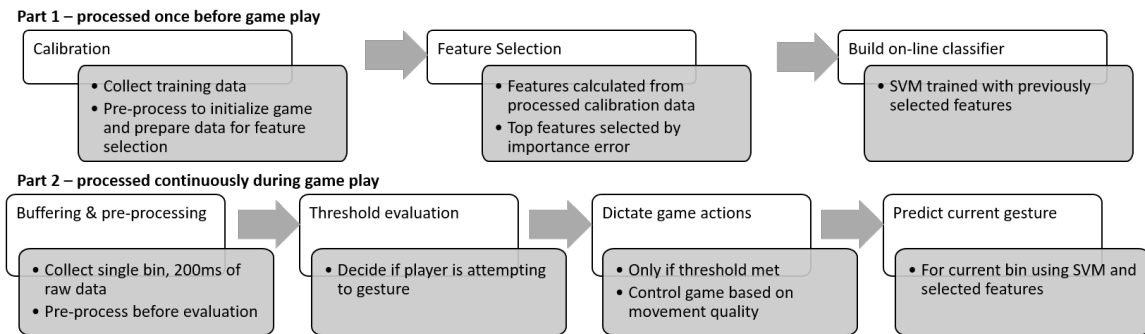 Part 1 – processed once before game play
Calibration
• Collect training data
• Pre-process to initialize game
and prepare data for feature
selection
Feature Selection
• Features calculated from
processed calibration data
• Top features selected by
importance error
Build on-line classifier
• SVM trained with previously
selected features
Part 2 – processed continuously during game play
Buffering & pre-processing
• Collect single bin, 200ms of
raw data
• Pre-process before evaluation
Threshold evaluation
• Decide if player is attempting
to gesture
Dictate game actions
• Only if threshold met
• Control game based on
movement quality
Predict current gesture
• For current bin using SVM and
selected features